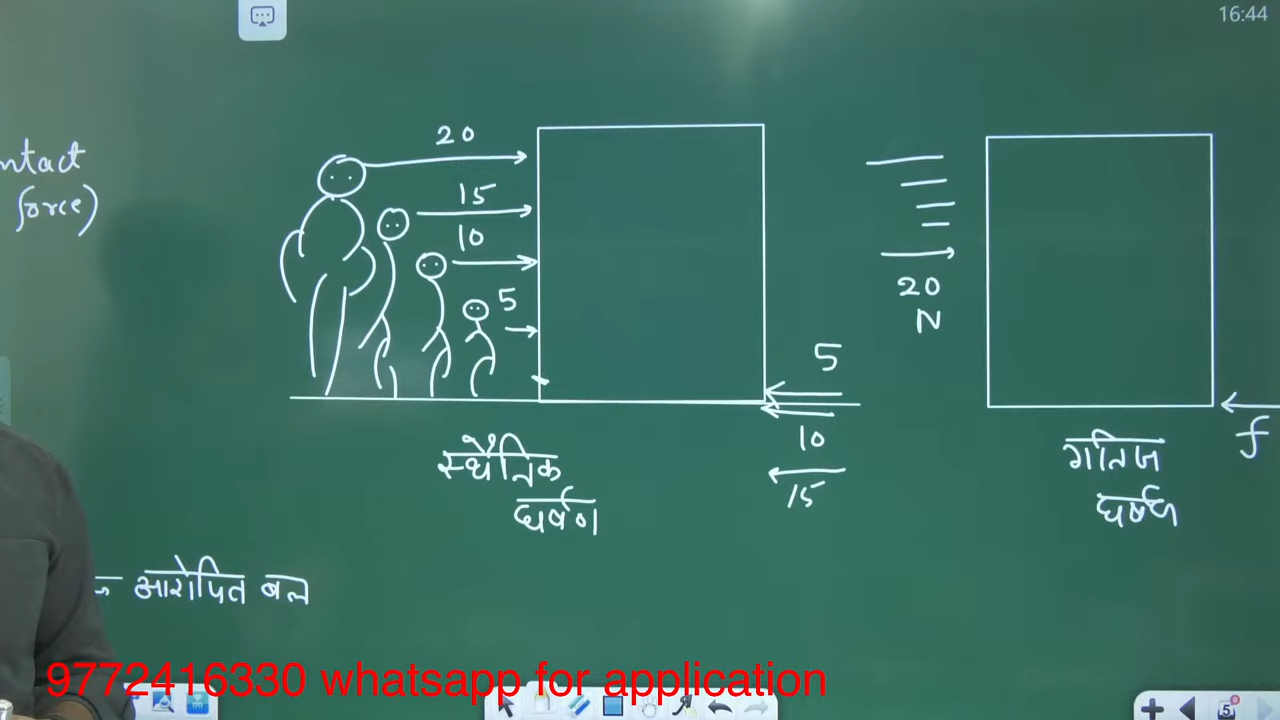 16:44
ntact
force)
20
15
10
5
5
10
15
20
N
f
स्थैतिक
घर्षण
गतिज
घर्षण
आरोपित बल
5
9772416330 whatsapp for application